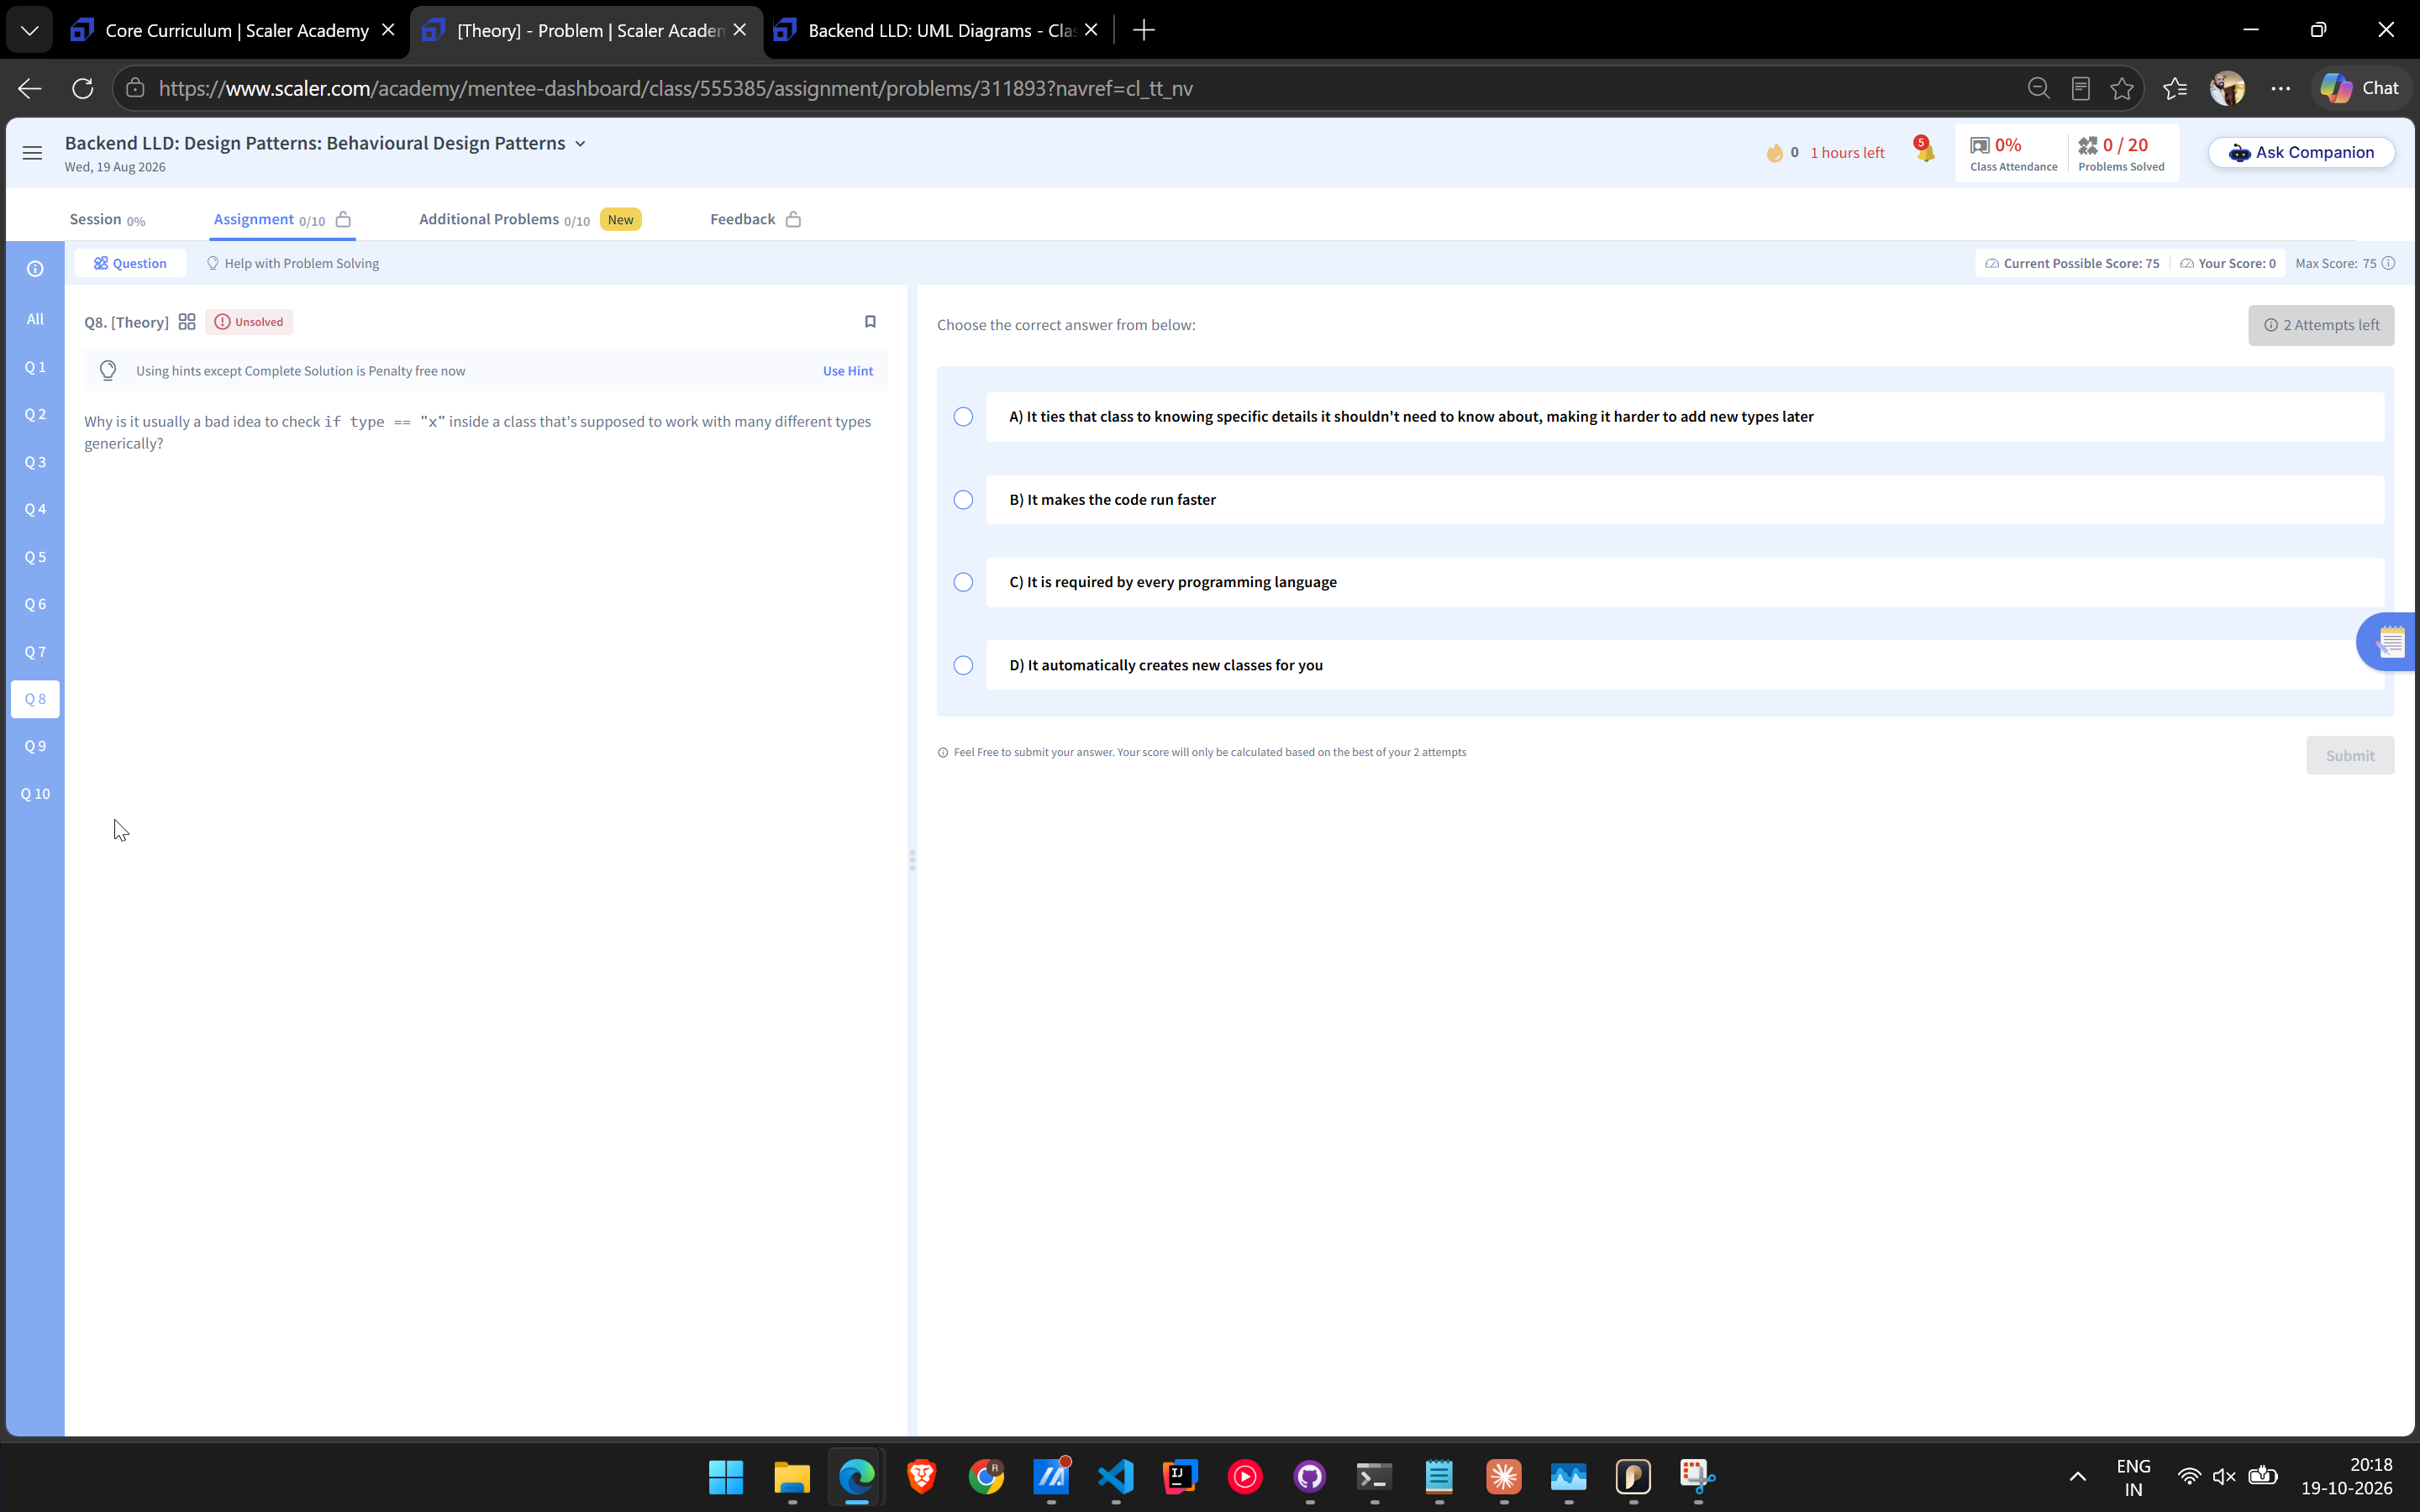 Core Curriculum | Scaler Academy
[Theory] - Problem | Scaler Academ
Backend LLD: UML Diagrams - Clas
https://www.scaler.com/academy/mentee-dashboard/class/555385/assignment/problems/311893?navref=cl_tt_nv
Chat
Backend LLD: Design Patterns: Behavioural Design Patterns
Wed, 19 Aug 2026
0
1 hours left
5
0%
Class Attendance
0 / 20
Problems Solved
Ask Companion
Session 0%
Assignment 0/10
Additional Problems 0/10
New
Feedback
Question
Help with Problem Solving
Current Possible Score: 75
Your Score: 0
Max Score: 75
All
Q 1
Q 2
Q 3
Q 4
Q 5
Q 6
Q 7
Q 8
Q 9
Q 10
Q8. [Theory]
Unsolved
Using hints except Complete Solution is Penalty free now
Use Hint
Why is it usually a bad idea to check if type == "x" inside a class that's supposed to work with many different types
generically?
Choose the correct answer from below:
2 Attempts left
A) It ties that class to knowing specific details it shouldn't need to know about, making it harder to add new types later
B) It makes the code run faster
C) It is required by every programming language
D) It automatically creates new classes for you
Feel Free to submit your answer. Your score will only be calculated based on the best of your 2 attempts
Submit
R
IJ
ENG
IN
20:18
19-10-2026